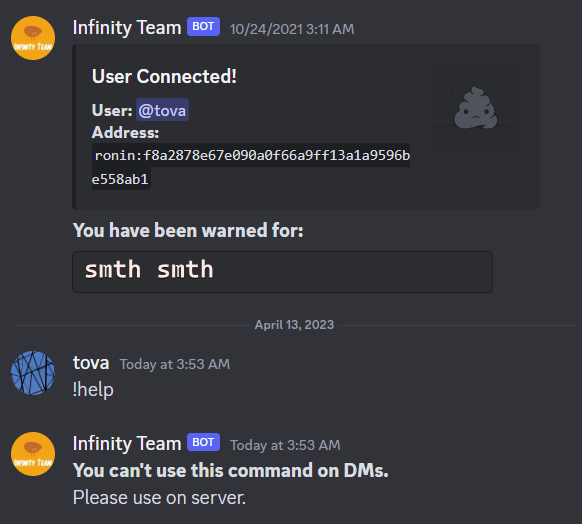 Infinity Team BOT 10/24/2021 3:11 AM
INFINITY TEAM
User Connected!
User: @tova
Address:
ronin:f8a2878e67e090a0f66a9ff13a1a9596b
e558ab1
You have been warned for:
smth smth
April 13, 2023
tova Today at 3:53 AM
!help
Infinity Team BOT Today at 3:53 AM
INFINITY TEAM
You can't use this command on DMs.
Please use on server.